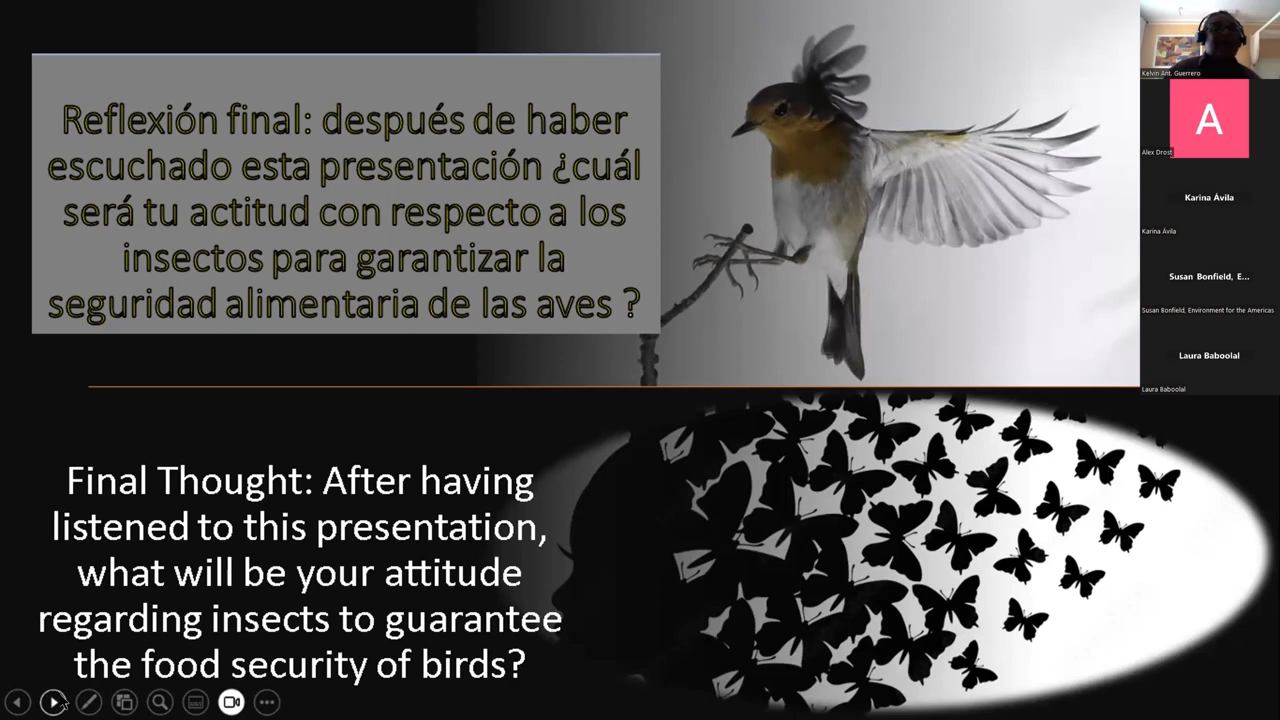 Reflexión final: después de haber
escuchado esta presentación ¿cuál
será tu actitud con respecto a los
insectos para garantizar la
seguridad alimentaria de las aves ?
Final Thought: After having
listened to this presentation,
what will be your attitude
regarding insects to guarantee
the food security of birds?
Kelvin Ant. Guerrero
A
Alex Drost
Karina Ávila
Karina Ávila
Susan Bonfield, E...
Susan Bonfield, Environment for the Americas
Laura Baboolal
Laura Baboolal